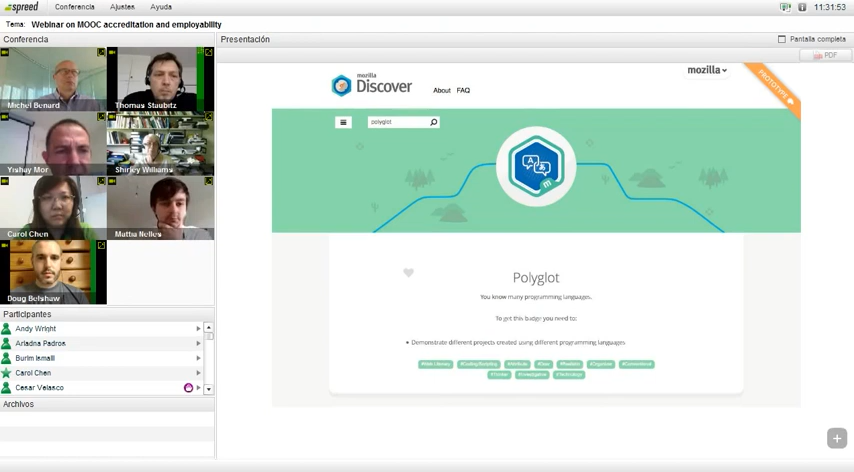 spreed Conferencia Ajustes Ayuda 11:31:53
Tema: Webinar on MOOC accreditation and employability
Conferencia
Michel Benard
Thomas Staubitz
Yishay Mor
Shirley Williams
Carol Chen
Mattia Nelles
Doug Belshaw
Participantes
Andy Wright
Ariadna Padros
Burim Ismaili
Carol Chen
Cesar Velasco
Archivos
Presentación
Pantalla completa
PDF
mozilla
Discover
About FAQ
mozilla
PROTOTYPE
polyglot
Polyglot
You know many programming languages.
To get this badge you need to:
• Demonstrate different projects created using different programming languages